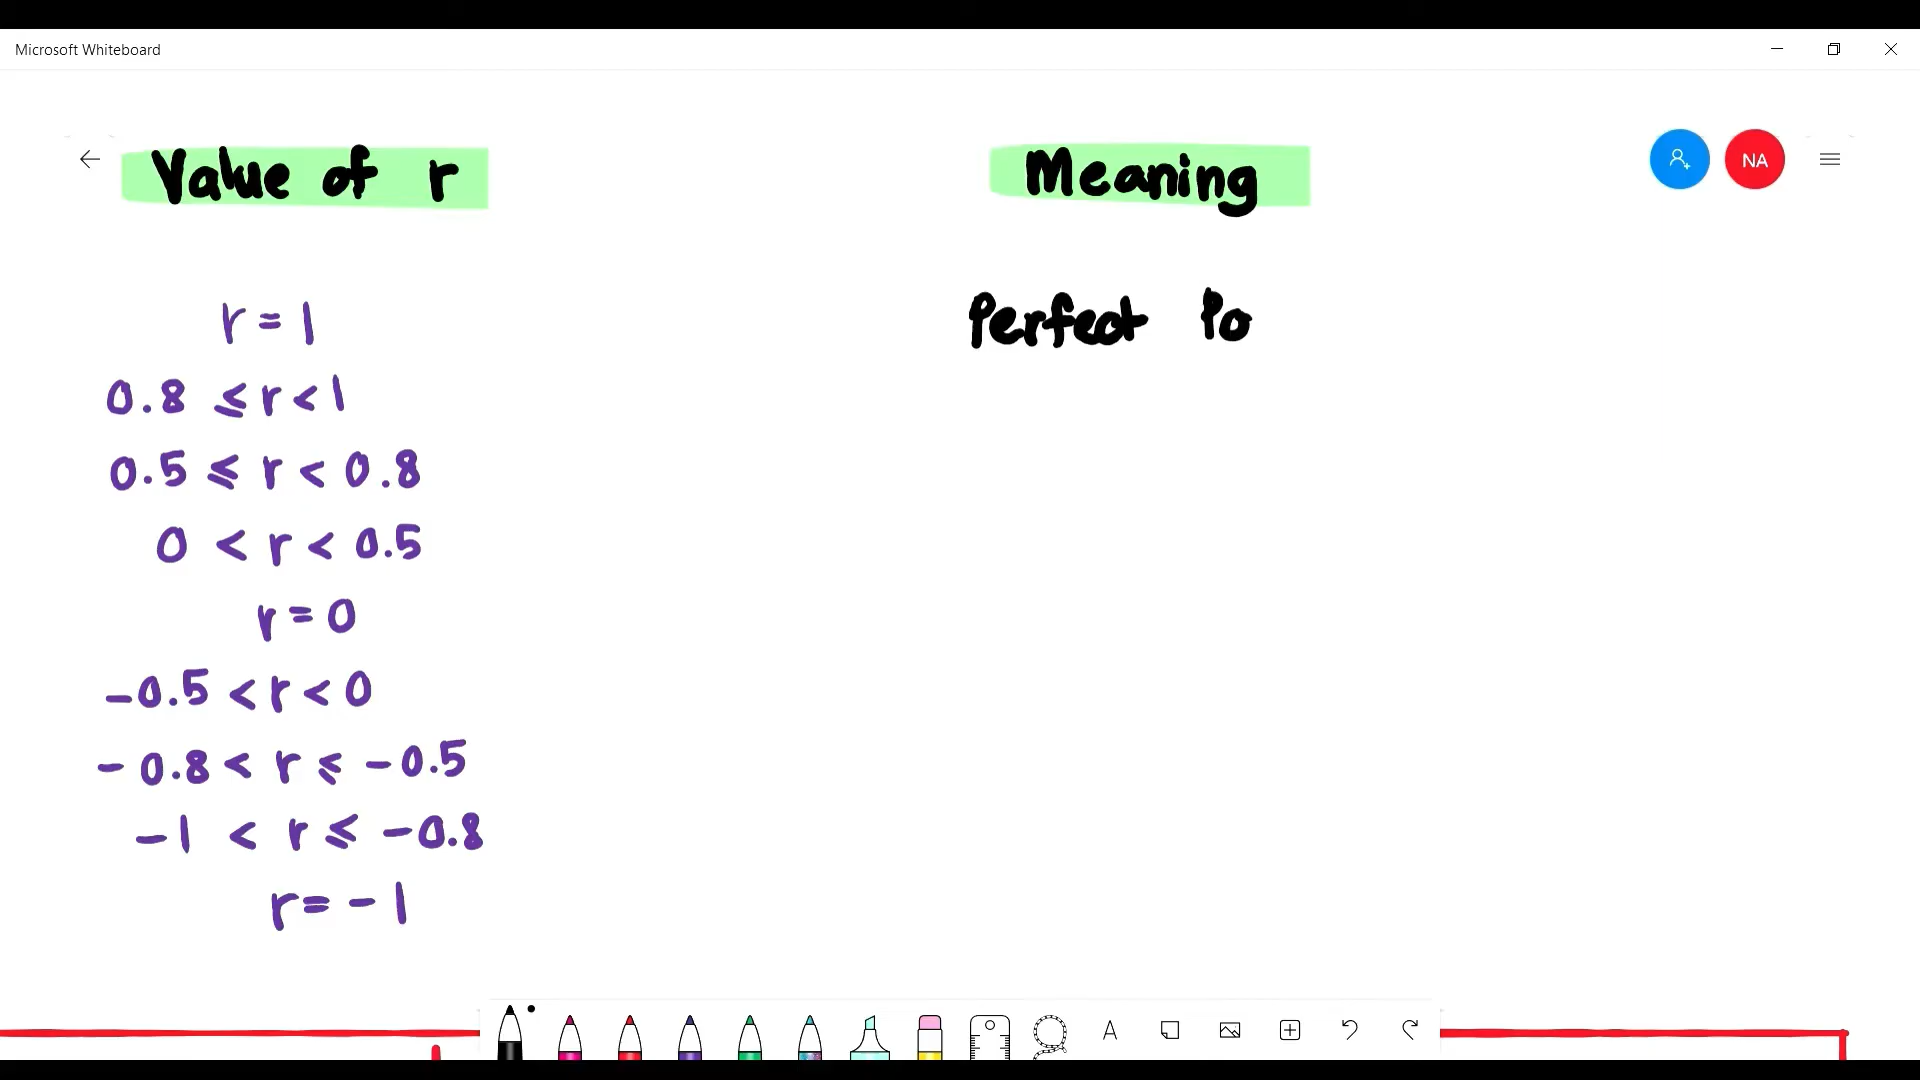 Microsoft Whiteboard
Value of r Meaning
NA
r = 1 Perfect Po
0.8 ≤ r < 1
0.5 ≤ r < 0.8
0 < r < 0.5
r = 0
-0.5 < r < 0
-0.8 < r ≤ -0.5
-1 < r ≤ -0.8
r = -1